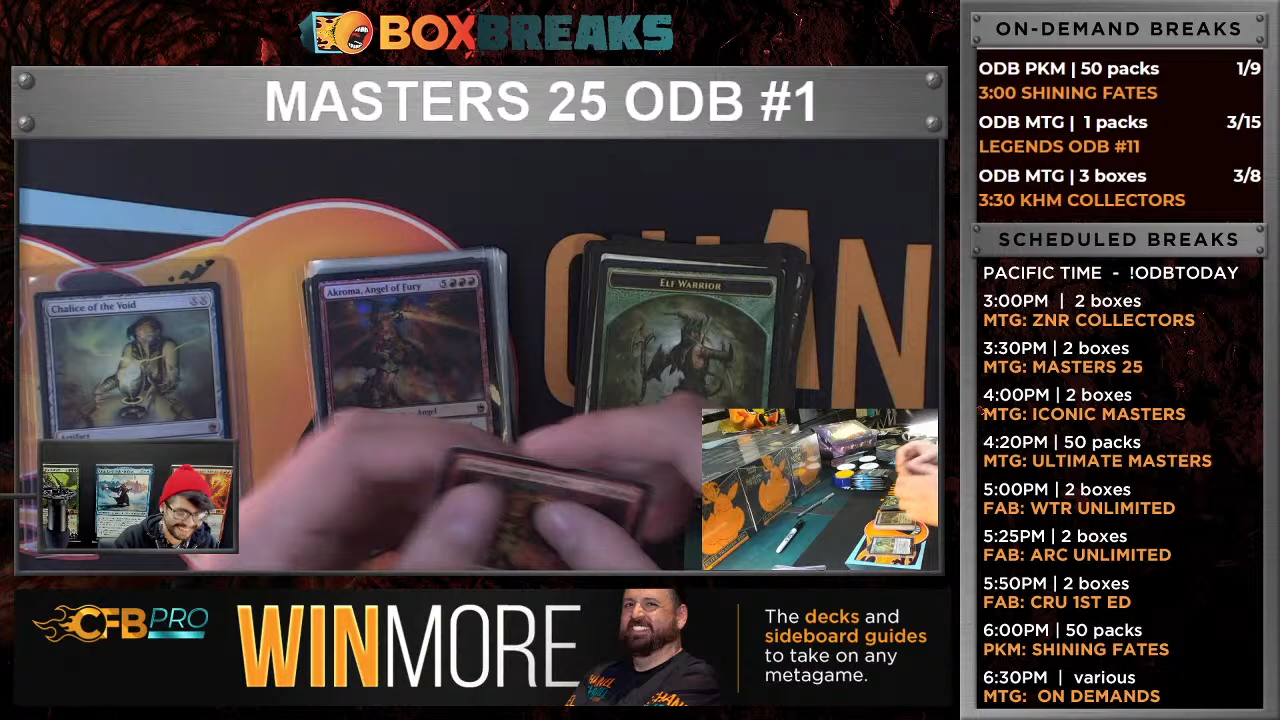 BOXBREAKS
MASTERS 25 ODB #1
Chalice of the Void
Artifact
Akroma, Angel of Fury
Angel
ELF WARRIOR
CFBPRO
WINMORE
The decks and
sideboard guides
to take on any
metagame.
ON-DEMAND BREAKS
ODB PKM | 50 packs 1/9
3:00 SHINING FATES
ODB MTG | 1 packs 3/15
LEGENDS ODB #11
ODB MTG | 3 boxes 3/8
3:30 KHM COLLECTORS
SCHEDULED BREAKS
PACIFIC TIME - !ODBTODAY
3:00PM | 2 boxes
MTG: ZNR COLLECTORS
3:30PM | 2 boxes
MTG: MASTERS 25
4:00PM | 2 boxes
MTG: ICONIC MASTERS
4:20PM | 50 packs
MTG: ULTIMATE MASTERS
5:00PM | 2 boxes
FAB: WTR UNLIMITED
5:25PM | 2 boxes
FAB: ARC UNLIMITED
5:50PM | 2 boxes
FAB: CRU 1ST ED
6:00PM | 50 packs
PKM: SHINING FATES
6:30PM | various
MTG: ON DEMANDS